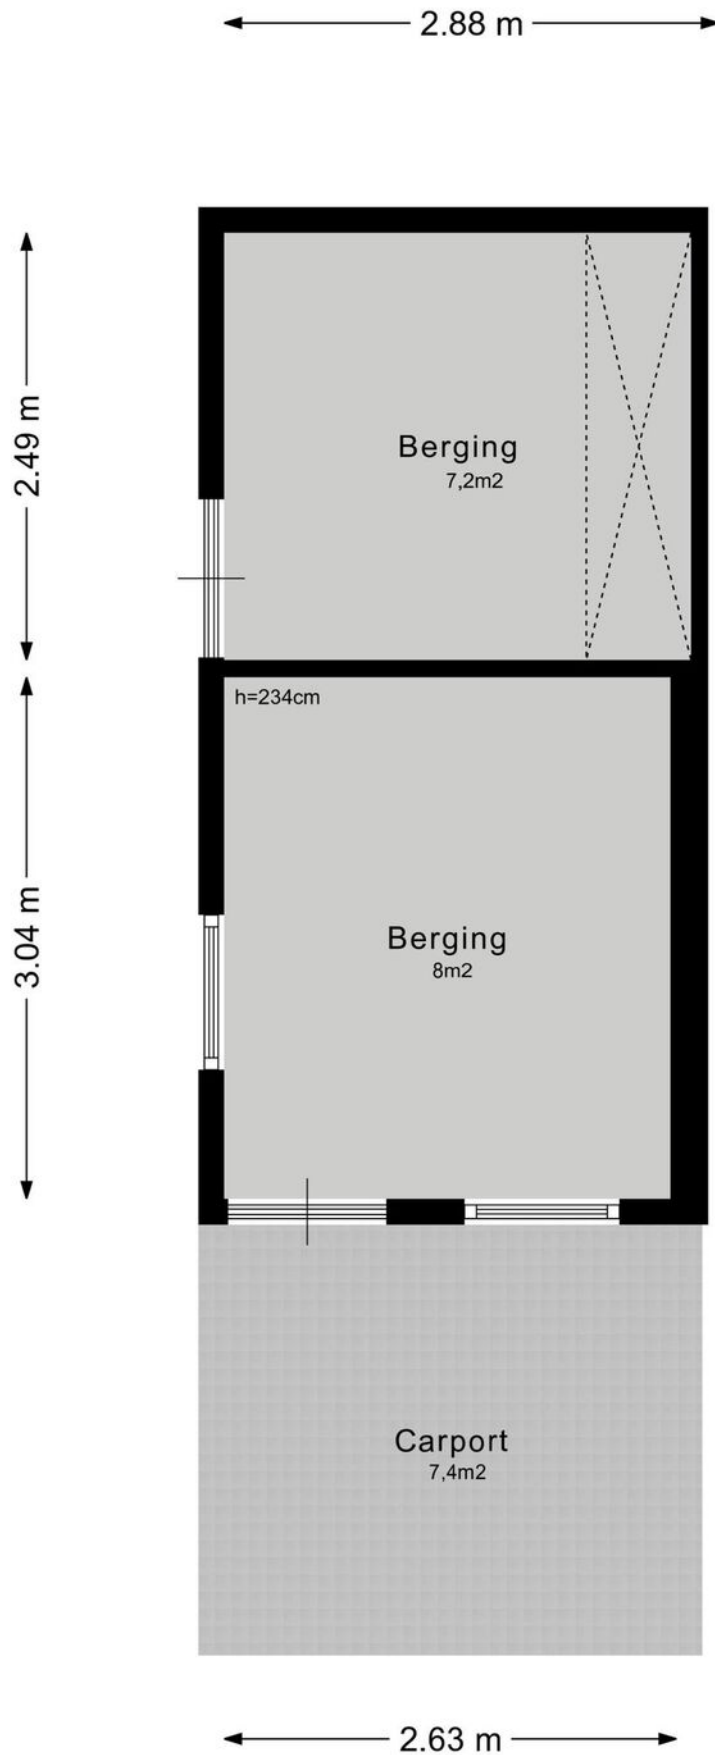 2.88 m
2.49 m
Berging
7,2m2
h=234cm
3.04 m
Berging
8m2
Carport
7,4m2
2.63 m